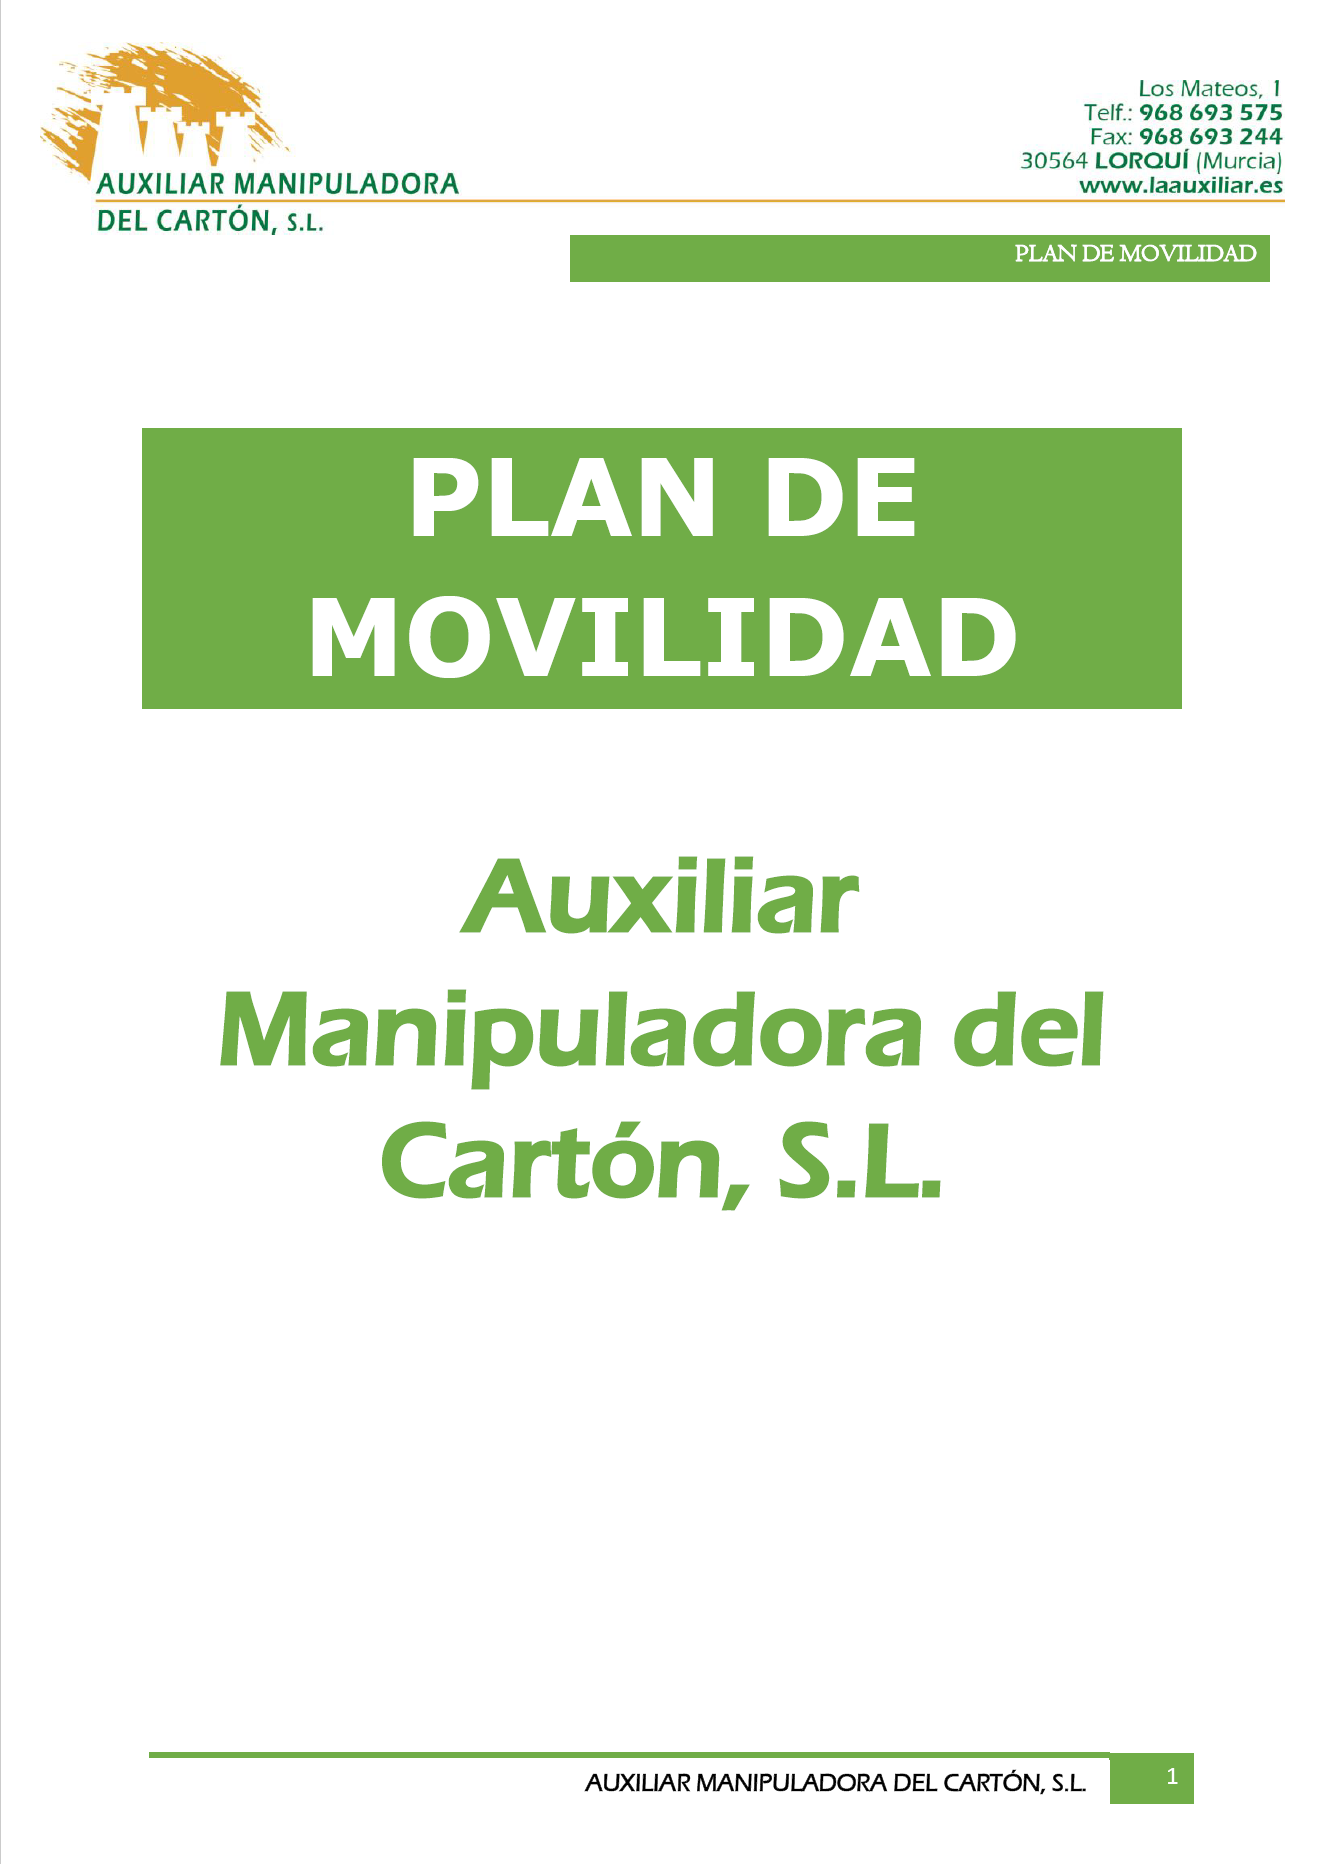 AUXILIAR MANIPULADORA
DEL CARTÓN, S.L.
Los Mateos, 1
Telf.: 968 693 575
Fax: 968 693 244
30564 LORQUÍ (Murcia)
www.laauxiliar.es
PLAN DE MOVILIDAD
PLAN DE
MOVILIDAD
Auxiliar
Manipuladora del
Cartón, S.L.
AUXILIAR MANIPULADORA DEL CARTÓN, S.L.
1